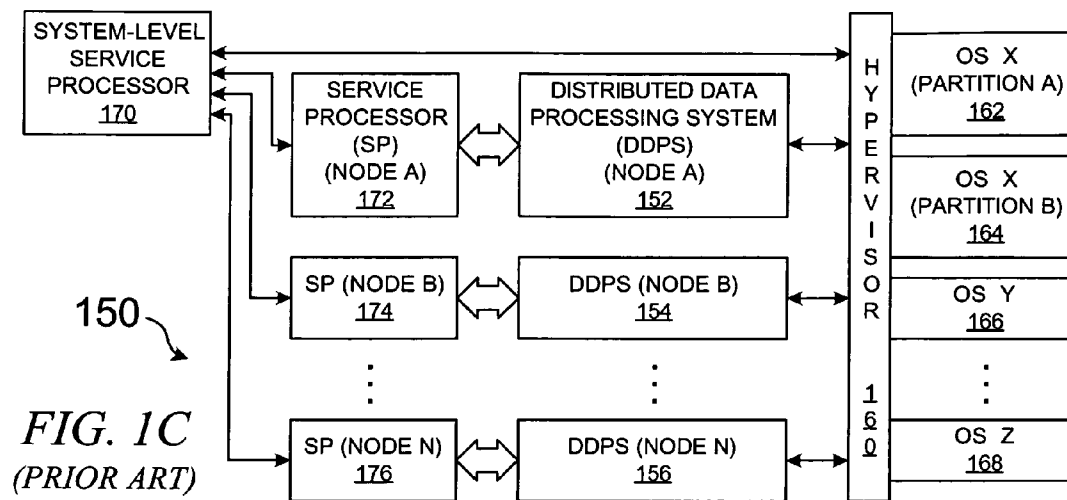 SYSTEM-LEVEL
SERVICE
PROCESSOR
170
SERVICE
PROCESSOR
(SP)
(NODE A)
172
DISTRIBUTED DATA
PROCESSING SYSTEM
(DDPS)
(NODE A)
152
HYPERVISOR 160
OS X
(PARTITION A)
162
OS X
(PARTITION B)
164
SP (NODE B)
174
DDPS (NODE B)
154
OS Y
166
150
SP (NODE N)
176
DDPS (NODE N)
156
OS Z
168
FIG. 1C
(PRIOR ART)